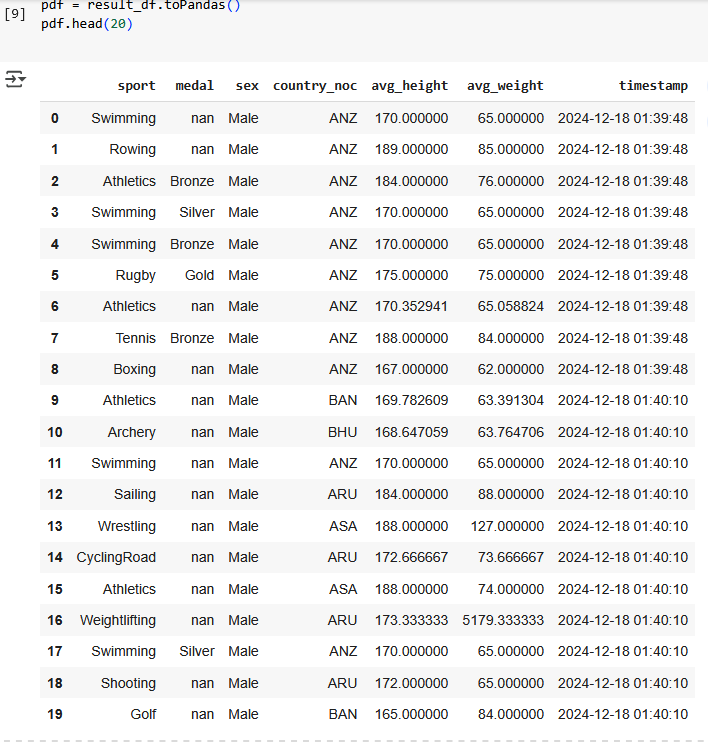 pdf = result_df.toPandas()
[9]
pdf.head(20)
sport medal sex country_noc avg_height avg_weight timestamp
0 Swimming nan Male ANZ 170.000000 65.000000 2024-12-18 01:39:48
1 Rowing nan Male ANZ 189.000000 85.000000 2024-12-18 01:39:48
2 Athletics Bronze Male ANZ 184.000000 76.000000 2024-12-18 01:39:48
3 Swimming Silver Male ANZ 170.000000 65.000000 2024-12-18 01:39:48
4 Swimming Bronze Male ANZ 170.000000 65.000000 2024-12-18 01:39:48
5 Rugby Gold Male ANZ 175.000000 75.000000 2024-12-18 01:39:48
6 Athletics nan Male ANZ 170.352941 65.058824 2024-12-18 01:39:48
7 Tennis Bronze Male ANZ 188.000000 84.000000 2024-12-18 01:39:48
8 Boxing nan Male ANZ 167.000000 62.000000 2024-12-18 01:39:48
9 Athletics nan Male BAN 169.782609 63.391304 2024-12-18 01:40:10
10 Archery nan Male BHU 168.647059 63.764706 2024-12-18 01:40:10
11 Swimming nan Male ANZ 170.000000 65.000000 2024-12-18 01:40:10
12 Sailing nan Male ARU 184.000000 88.000000 2024-12-18 01:40:10
13 Wrestling nan Male ASA 188.000000 127.000000 2024-12-18 01:40:10
14 CyclingRoad nan Male ARU 172.666667 73.666667 2024-12-18 01:40:10
15 Athletics nan Male ASA 188.000000 74.000000 2024-12-18 01:40:10
16 Weightlifting nan Male ARU 173.333333 5179.333333 2024-12-18 01:40:10
17 Swimming Silver Male ANZ 170.000000 65.000000 2024-12-18 01:40:10
18 Shooting nan Male ARU 172.000000 65.000000 2024-12-18 01:40:10
19 Golf nan Male BAN 165.000000 84.000000 2024-12-18 01:40:10